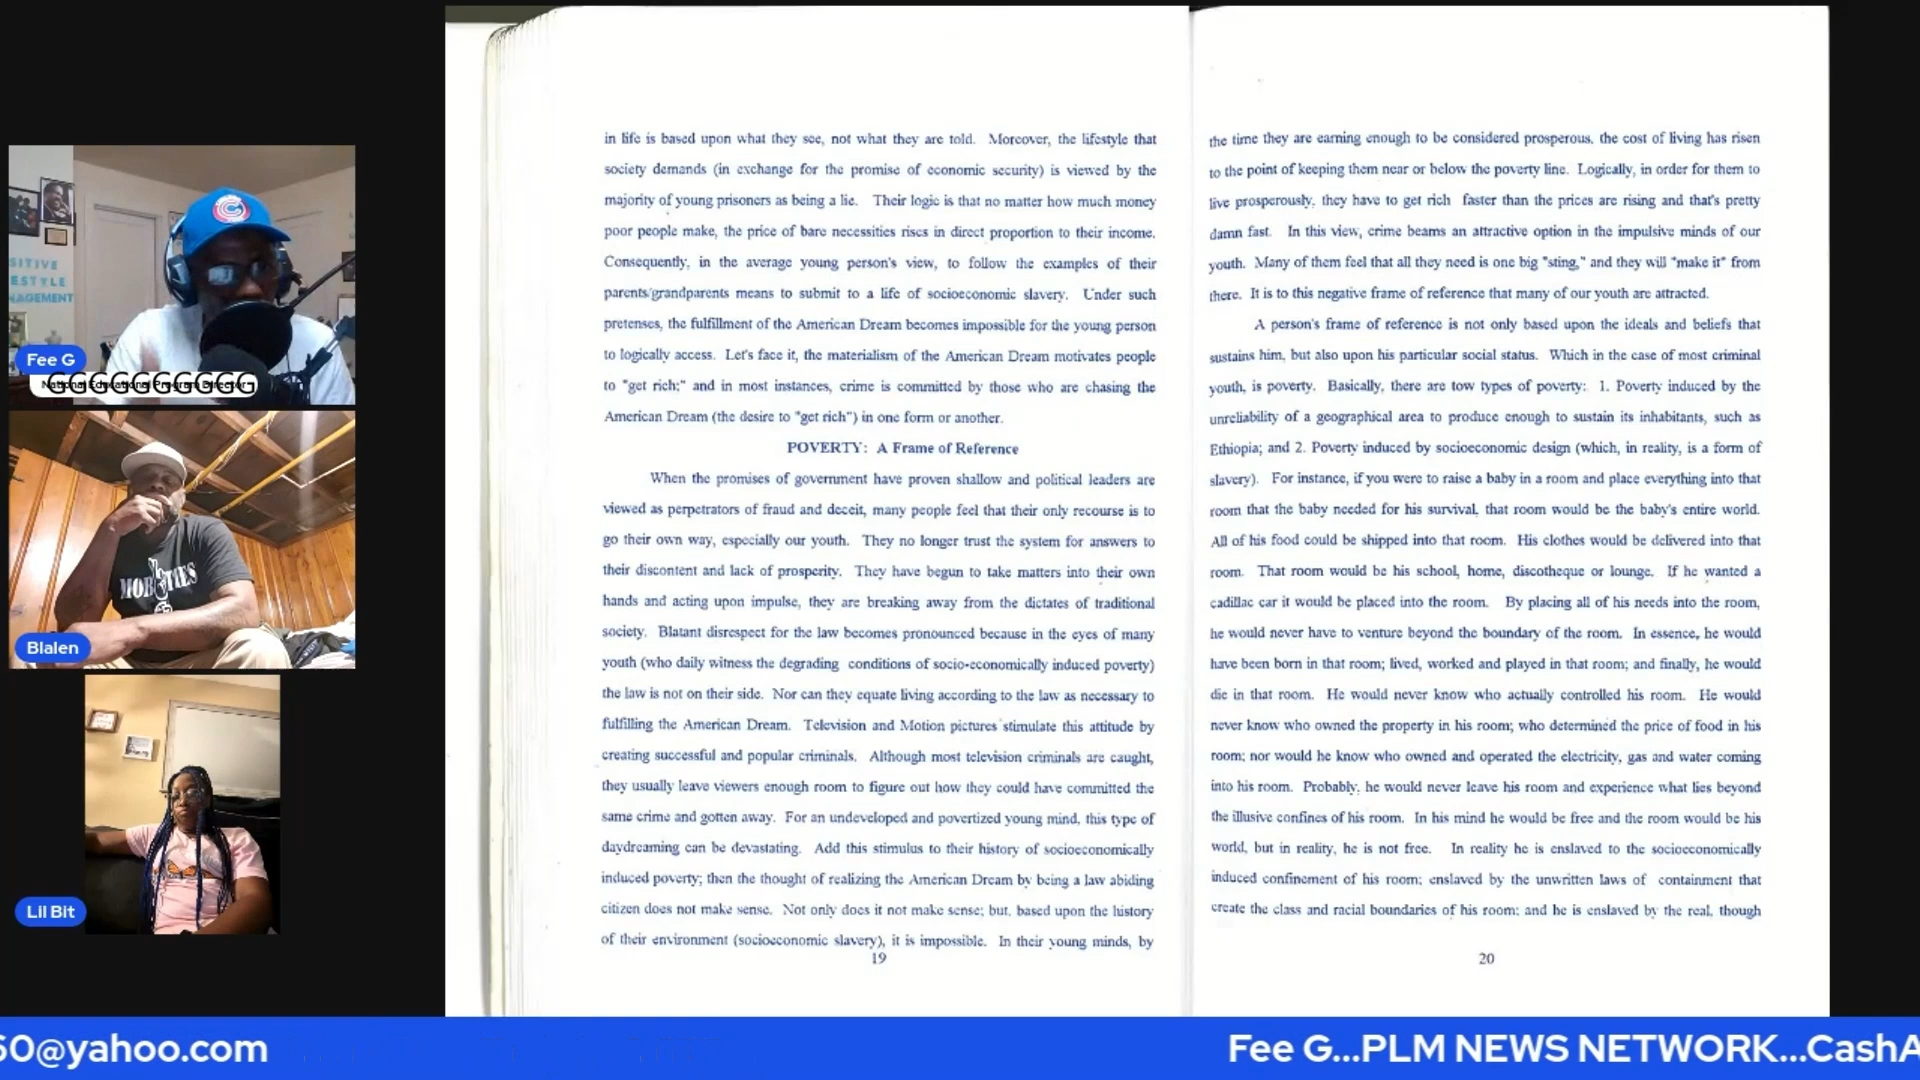 SITIVE
ESTYLE
NAGEMENT
Fee G
National Educational Program Director
GGGGGGGGGG
MOB TIES
Blalen
Lil Bit
in life is based upon what they see, not what they are told. Moreover, the lifestyle that
society demands (in exchange for the promise of economic security) is viewed by the
majority of young prisoners as being a lie. Their logic is that no matter how much money
poor people make, the price of bare necessities rises in direct proportion to their income.
Consequently, in the average young person's view, to follow the examples of their
parents/grandparents means to submit to a life of socioeconomic slavery. Under such
pretenses, the fulfillment of the American Dream becomes impossible for the young person
to logically access. Let's face it, the materialism of the American Dream motivates people
to "get rich;" and in most instances, crime is committed by those who are chasing the
American Dream (the desire to "get rich") in one form or another.
POVERTY: A Frame of Reference
When the promises of government have proven shallow and political leaders are
viewed as perpetrators of fraud and deceit, many people feel that their only recourse is to
go their own way, especially our youth. They no longer trust the system for answers to
their discontent and lack of prosperity. They have begun to take matters into their own
hands and acting upon impulse, they are breaking away from the dictates of traditional
society. Blatant disrespect for the law becomes pronounced because in the eyes of many
youth (who daily witness the degrading conditions of socio-economically induced poverty)
the law is not on their side. Nor can they equate living according to the law as necessary to
fulfilling the American Dream. Television and Motion pictures stimulate this attitude by
creating successful and popular criminals. Although most television criminals are caught,
they usually leave viewers enough room to figure out how they could have committed the
same crime and gotten away. For an undeveloped and povertized young mind, this type of
daydreaming can be devastating. Add this stimulus to their history of socioeconomically
induced poverty; then the thought of realizing the American Dream by being a law abiding
citizen does not make sense. Not only does it not make sense; but, based upon the history
of their environment (socioeconomic slavery), it is impossible. In their young minds, by
19
the time they are earning enough to be considered prosperous, the cost of living has risen
to the point of keeping them near or below the poverty line. Logically, in order for them to
live prosperously, they have to get rich faster than the prices are rising and that's pretty
damn fast. In this view, crime beams an attractive option in the impulsive minds of our
youth. Many of them feel that all they need is one big "sting," and they will "make it" from
there. It is to this negative frame of reference that many of our youth are attracted.
A person's frame of reference is not only based upon the ideals and beliefs that
sustains him, but also upon his particular social status. Which in the case of most criminal
youth, is poverty. Basically, there are tow types of poverty: 1. Poverty induced by the
unreliability of a geographical area to produce enough to sustain its inhabitants, such as
Ethiopia; and 2. Poverty induced by socioeconomic design (which, in reality, is a form of
slavery). For instance, if you were to raise a baby in a room and place everything into that
room that the baby needed for his survival, that room would be the baby's entire world.
All of his food could be shipped into that room. His clothes would be delivered into that
room. That room would be his school, home, discotheque or lounge. If he wanted a
cadillac car it would be placed into the room. By placing all of his needs into the room,
he would never have to venture beyond the boundary of the room. In essence, he would
have been born in that room; lived, worked and played in that room; and finally, he would
die in that room. He would never know who actually controlled his room. He would
never know who owned the property in his room; who determined the price of food in his
room; nor would he know who owned and operated the electricity, gas and water coming
into his room. Probably, he would never leave his room and experience what lies beyond
the illusive confines of his room. In his mind he would be free and the room would be his
world, but in reality, he is not free. In reality he is enslaved to the socioeconomically
induced confinement of his room; enslaved by the unwritten laws of containment that
create the class and racial boundaries of his room; and he is enslaved by the real, though
20
60@yahoo.com
Fee G...PLM NEWS NETWORK...CashA